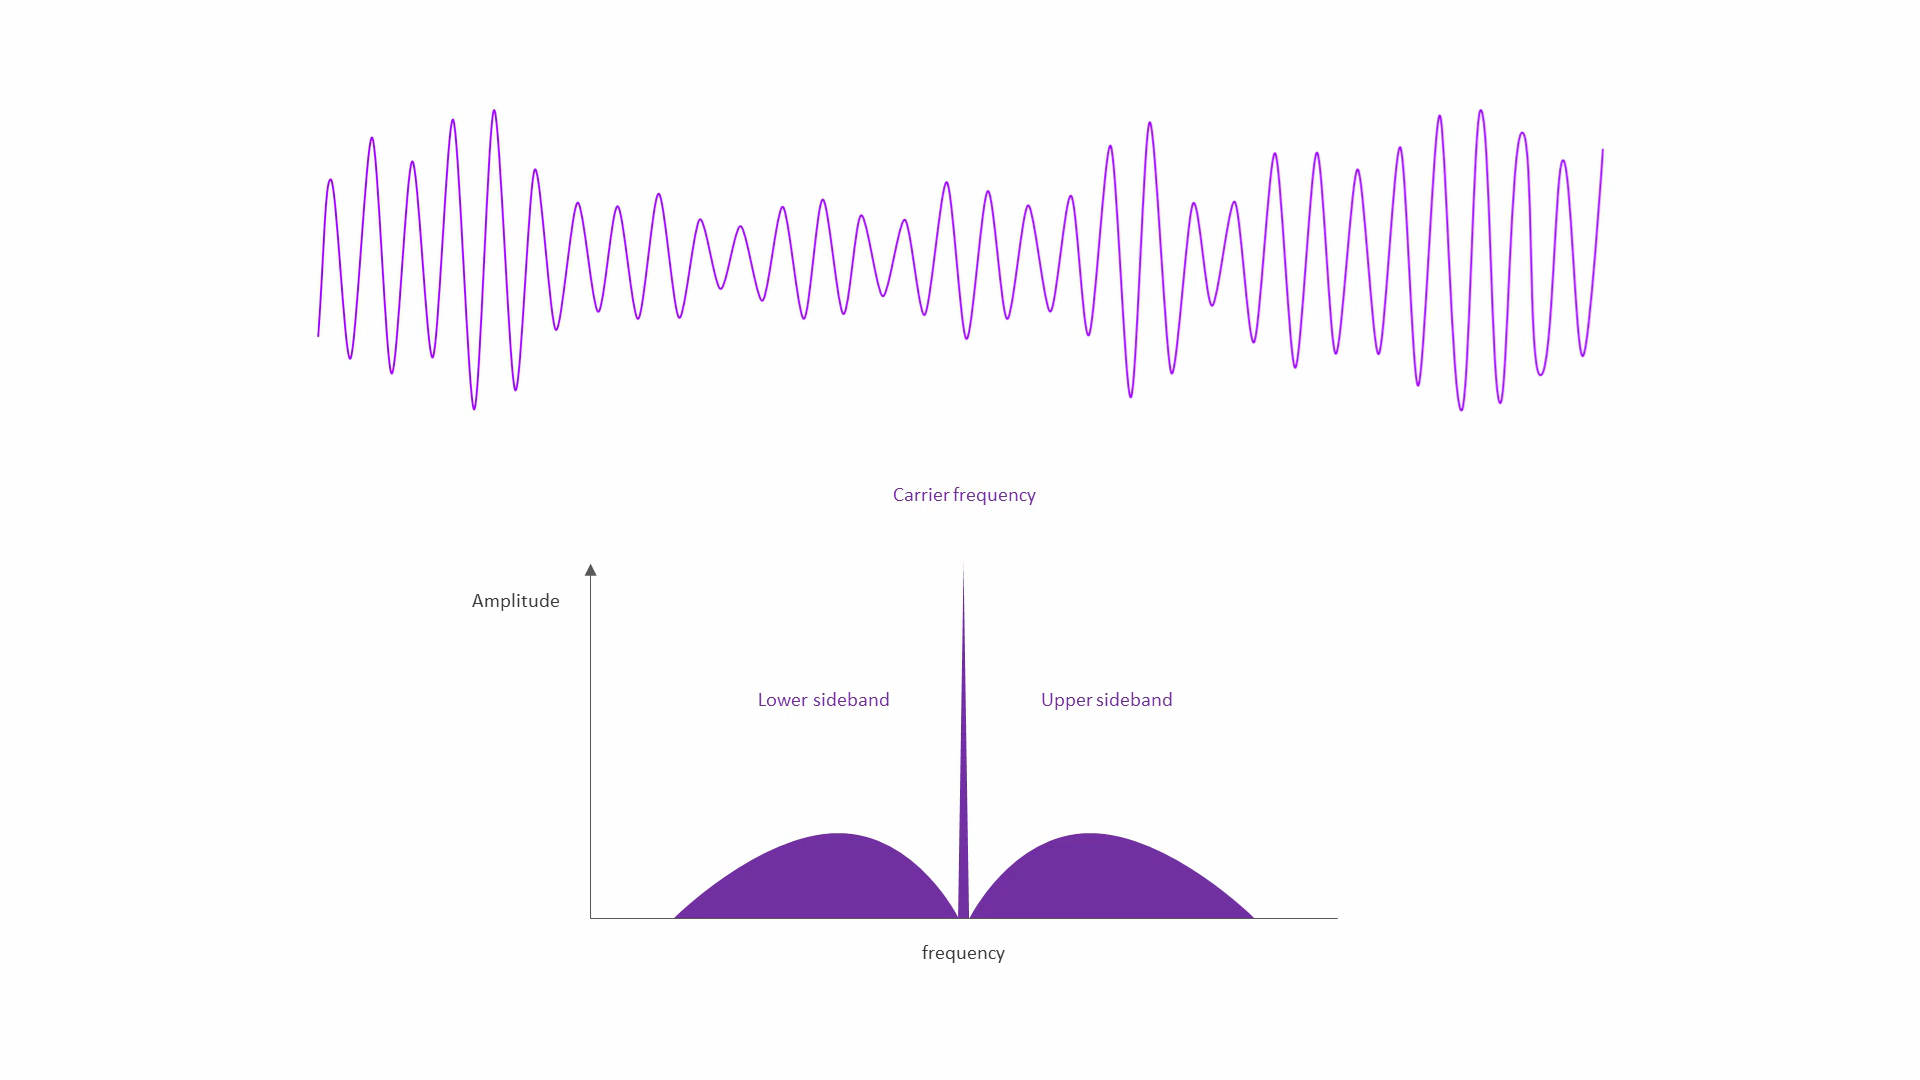 Carrier frequency
Amplitude
Lower sideband
Upper sideband
frequency